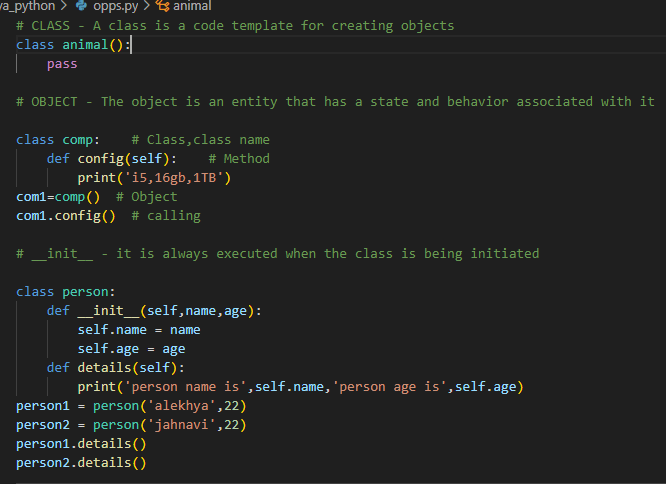 va_python > opps.py > animal
# CLASS - A class is a code template for creating objects
class animal():
    pass
# OBJECT - The object is an entity that has a state and behavior associated with it
class comp:    # Class,class name
    def config(self):    # Method
        print('i5,16gb,1TB')
com1=comp()  # Object
com1.config()  # calling
# __init__ - it is always executed when the class is being initiated
class person:
    def __init__(self,name,age):
        self.name = name
        self.age = age
    def details(self):
        print('person name is',self.name,'person age is',self.age)
person1 = person('alekhya',22)
person2 = person('jahnavi',22)
person1.details()
person2.details()